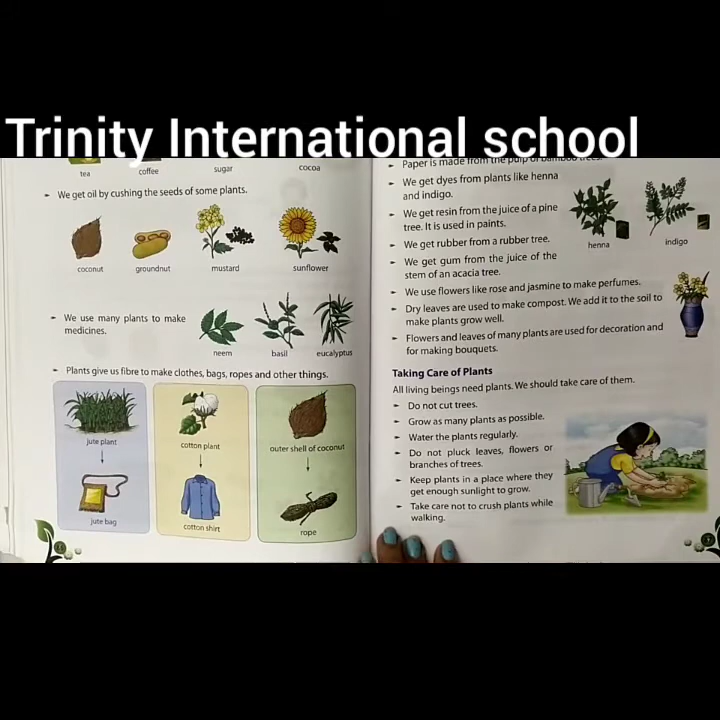 Trinity International school
tea
coffee
sugar
cocoa
We get oil by cushing the seeds of some plants.
coconut
groundnut
mustard
sunflower
We use many plants to make
medicines.
neem
basil
eucalyptus
Plants give us fibre to make clothes, bags, ropes and other things.
jute plant
cotton plant
outer shell of coconut
jute bag
cotton shirt
rope
Paper is made from the pulp of bamboo trees.
We get dyes from plants like henna
and indigo.
We get resin from the juice of a pine
tree. It is used in paints.
We get rubber from a rubber tree.
We get gum from the juice of the
stem of an acacia tree.
henna
indigo
We use flowers like rose and jasmine to make perfumes.
Dry leaves are used to make compost. We add it to the soil to
make plants grow well.
Flowers and leaves of many plants are used for decoration and
for making bouquets.
Taking Care of Plants
All living beings need plants. We should take care of them.
Do not cut trees.
Grow as many plants as possible.
Water the plants regularly.
Do not pluck leaves, flowers or
branches of trees.
Keep plants in a place where they
get enough sunlight to grow.
Take care not to crush plants while
walking.